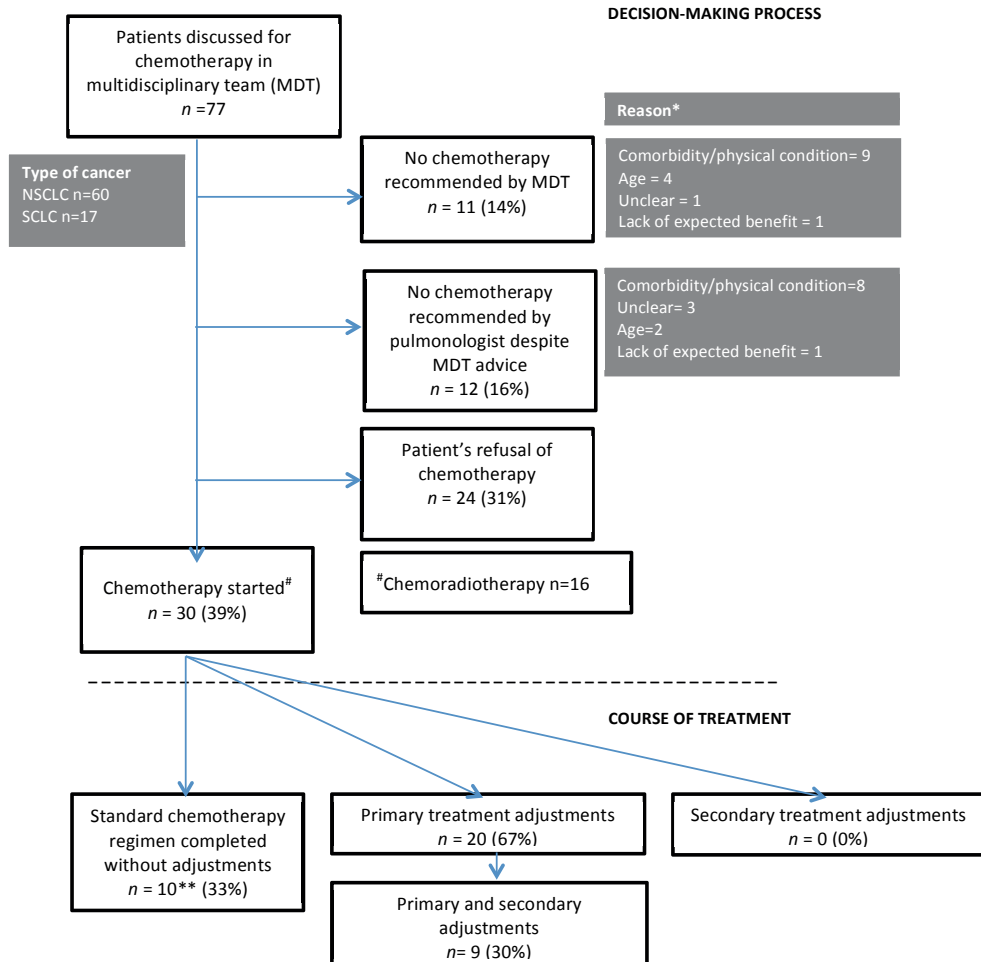 DECISION-MAKING PROCESS
Patients discussed for
chemotherapy in
multidisciplinary team (MDT)
n =77
Reason*
Type of cancer
NSCLC n=60
SCLC n=17
No chemotherapy
recommended by MDT
n = 11 (14%)
Comorbidity/physical condition= 9
Age = 4
Unclear = 1
Lack of expected benefit = 1
No chemotherapy
recommended by
pulmonologist despite
MDT advice
n = 12 (16%)
Comorbidity/physical condition=8
Unclear= 3
Age=2
Lack of expected benefit = 1
Patient’s refusal of
chemotherapy
n = 24 (31%)
Chemotherapy started#
n = 30 (39%)
#Chemoradiotherapy n=16
COURSE OF TREATMENT
Standard chemotherapy
regimen completed
without adjustments
n = 10** (33%)
Primary treatment adjustments
n = 20 (67%)
Secondary treatment adjustments
n = 0 (0%)
Primary and secondary
adjustments
n= 9 (30%)